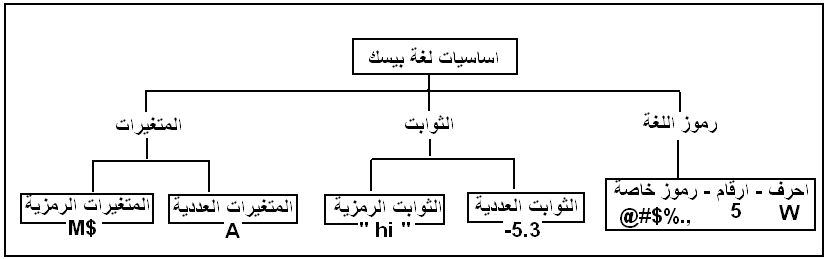 اساسيات لغة بيسك
رموز اللغة
الثوابت
المتغيرات
احرف - ارقام - رموز خاصة
W 5 @#$%.,
الثوابت العددية
-5.3
الثوابت الرمزية
" hi "
المتغيرات العددية
A
المتغيرات الرمزية
M$